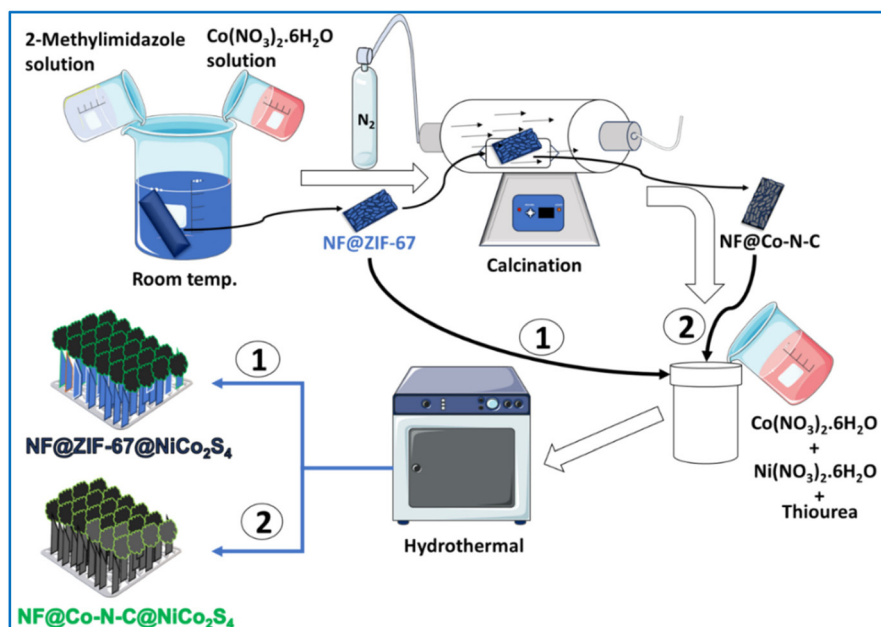 2-Methylimidazole
solution
Co(NO₃)₂.6H₂O
solution
N₂
NF@ZIF-67
Room temp.
Calcination
NF@Co-N-C
1
2
1
NF@ZIF-67@NiCo₂S₄
2
NF@Co-N-C@NiCo₂S₄
Hydrothermal
Co(NO₃)₂.6H₂O
+
Ni(NO₃)₂.6H₂O
+
Thiourea